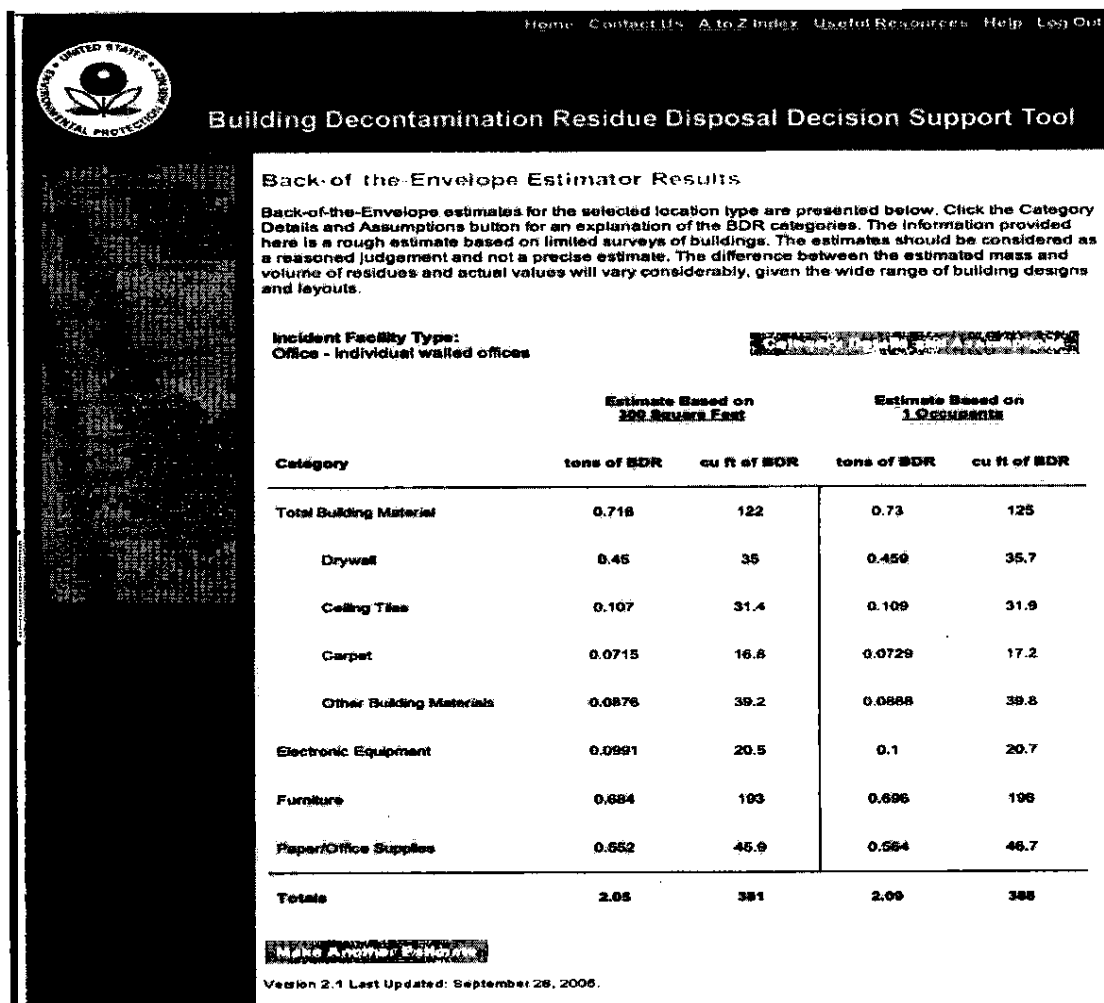 Home Contact Us A to Z Index Useful Resources Help Log Out
UNITED STATES
ENVIRONMENTAL PROTECTION AGENCY
Building Decontamination Residue Disposal Decision Support Tool
Back-of-the-Envelope Estimator Results
Back-of-the-Envelope estimates for the selected location type are presented below. Click the Category
Details and Assumptions button for an explanation of the BDR categories. The information provided
here is a rough estimate based on limited surveys of buildings. The estimates should be considered as
a reasoned judgement and not a precise estimate. The difference between the estimated mass and
volume of residues and actual values will vary considerably, given the wide range of building designs
and layouts.
Incident Facility Type:
Office - Individual walled offices
Estimate Based on Estimate Based on
Square Feet 1 Occupants
Category tons of BDR cu ft of BDR tons of BDR cu ft of BDR
Total Building Material 0.716 122 0.73 125
Drywall 0.45 35 0.459 35.7
Ceiling Tiles 0.107 31.4 0.109 31.9
Carpet 0.0715 16.8 0.0729 17.2
Other Building Materials 0.0876 39.2 0.0888 39.8
Electronic Equipment 0.0991 20.5 0.1 20.7
Furniture 0.684 193 0.696 196
Paper/Office Supplies 0.552 45.9 0.564 46.7
Totals 2.05 381 2.09 388
Make Another Estimate
Version 2.1 Last Updated: September 28, 2006.